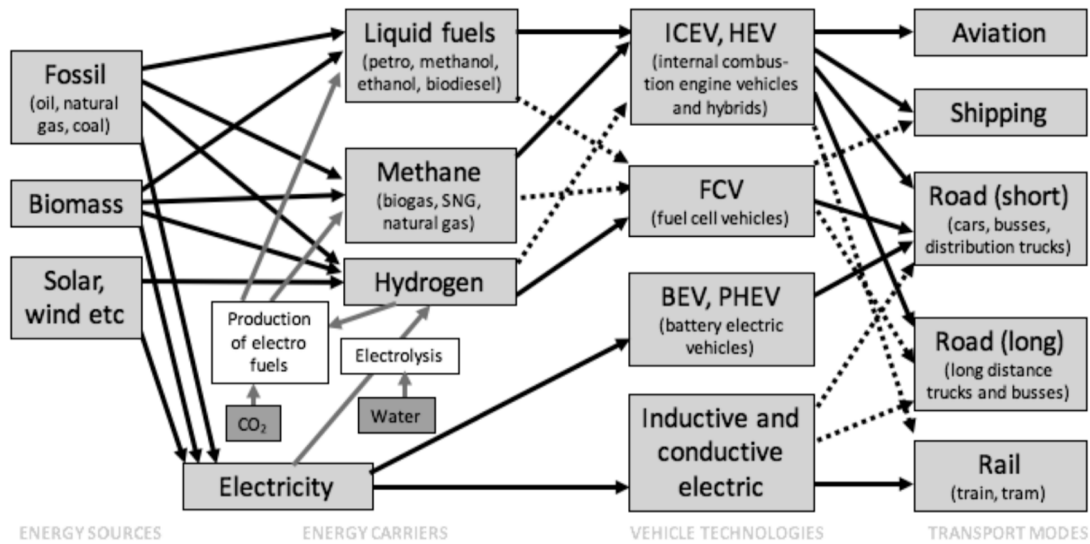 Fossil
(oil, natural
gas, coal)
Biomass
Solar,
wind etc
Liquid fuels
(petro, methanol,
ethanol, biodiesel)
Methane
(biogas, SNG,
natural gas)
Hydrogen
Production
of electro
fuels
Electrolysis
CO₂
Water
Electricity
ICEV, HEV
(internal combus-
tion engine vehicles
and hybrids)
FCV
(fuel cell vehicles)
BEV, PHEV
(battery electric
vehicles)
Inductive and
conductive
electric
Aviation
Shipping
Road (short)
(cars, busses,
distribution trucks)
Road (long)
(long distance
trucks and busses)
Rail
(train, tram)
ENERGY SOURCES
ENERGY CARRIERS
VEHICLE TECHNOLOGIES
TRANSPORT MODES